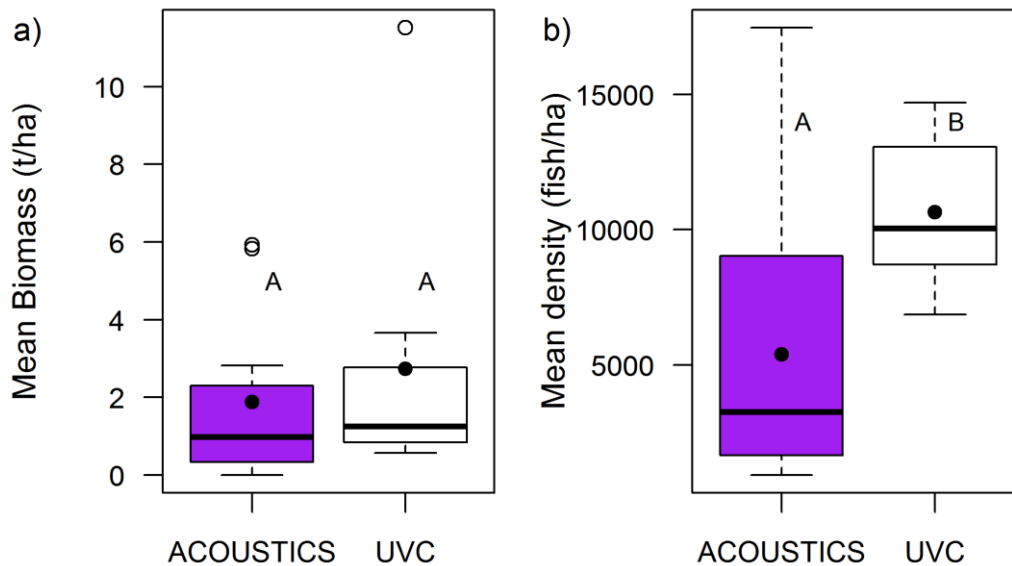 a)
Mean Biomass (t/ha)
10
8
6
4
2
0
A
A
ACOUSTICS
UVC
b)
Mean density (fish/ha)
15000
10000
5000
A
B
ACOUSTICS
UVC